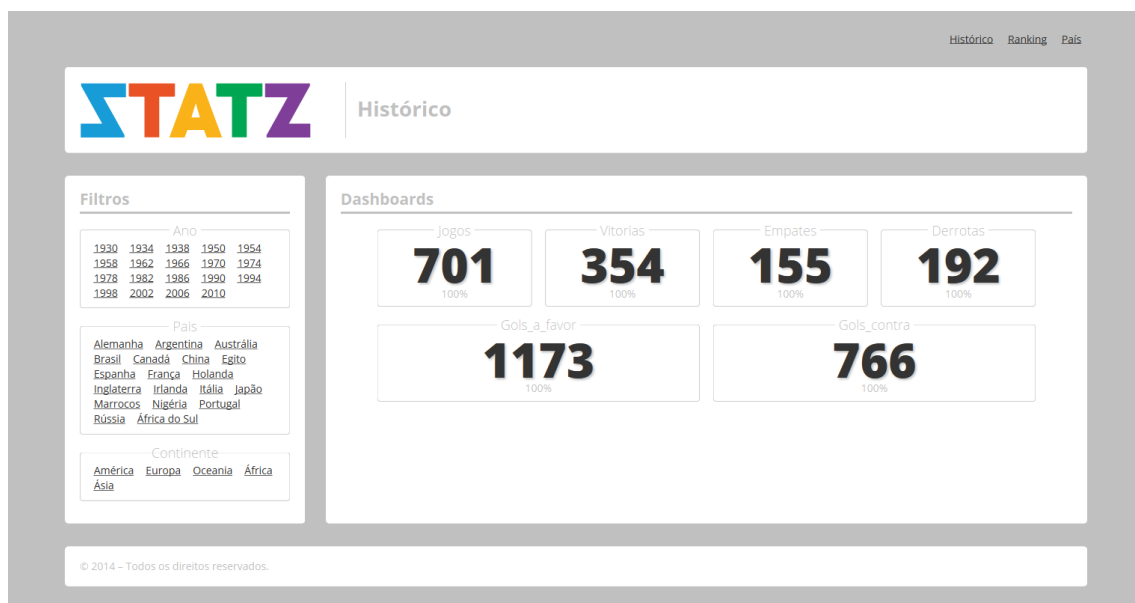 Histórico Ranking País
STATZ
Histórico
Filtros
Ano
1930 1934 1938 1950 1954
1958 1962 1966 1970 1974
1978 1982 1986 1990 1994
1998 2002 2006 2010
País
Alemanha Argentina Austrália
Brasil Canadá China Egito
Espanha França Holanda
Inglaterra Irlanda Itália Japão
Marrocos Nigéria Portugal
Rússia África do Sul
Continente
América Europa Oceania África
Ásia
Dashboards
Jogos
701
100%
Vitorias
354
100%
Empates
155
100%
Derrotas
192
100%
Gols_a_favor
1173
100%
Gols_contra
766
100%
© 2014 – Todos os direitos reservados.